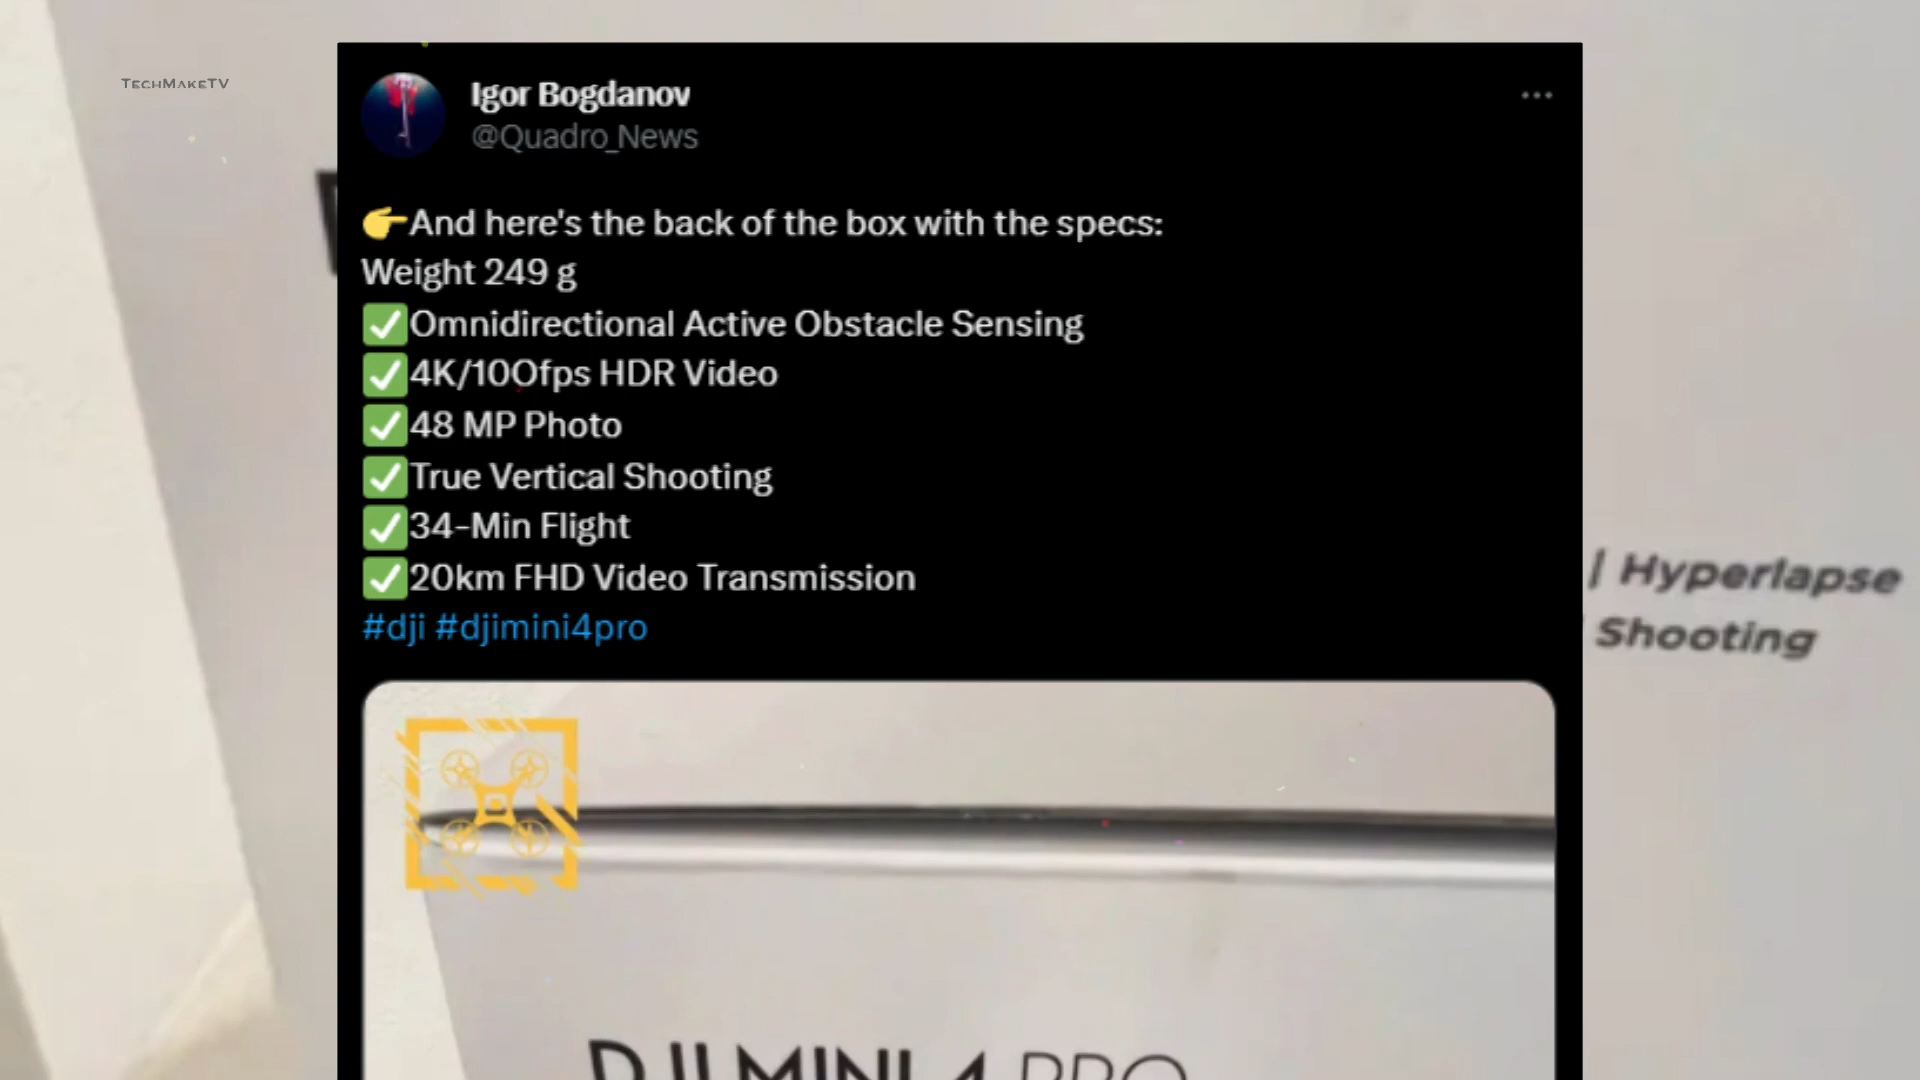 TECHMAKETV
Igor Bogdanov
@Quadro_News
👉And here's the back of the box with the specs:
Weight 249 g
✅Omnidirectional Active Obstacle Sensing
✅4K/100fps HDR Video
✅48 MP Photo
✅True Vertical Shooting
✅34-Min Flight
✅20km FHD Video Transmission
#dji #djimini4pro
| Hyperlapse
Shooting
DJI MINI 4 PRO